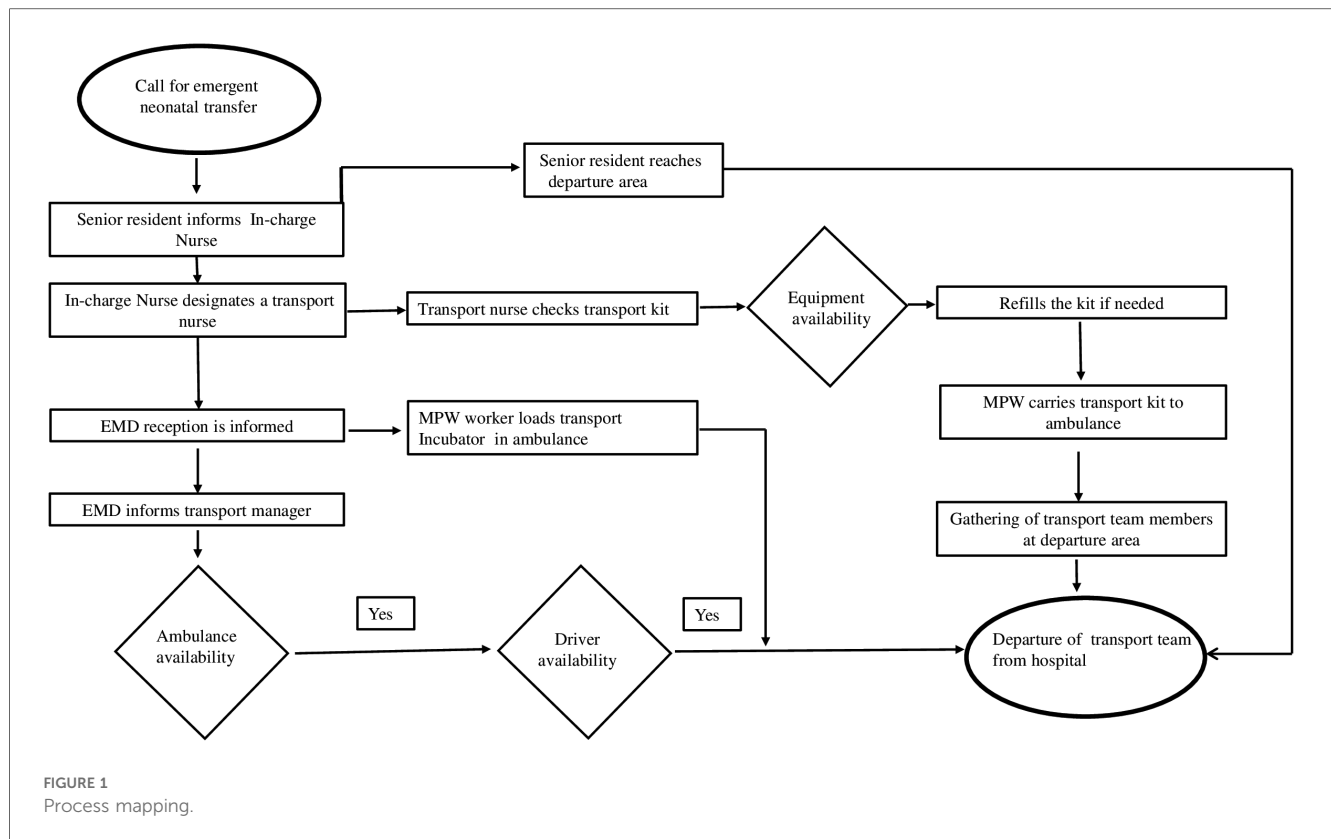 Call for emergent
neonatal transfer
Senior resident reaches
departure area
Senior resident informs In-charge
Nurse
In-charge Nurse designates a transport
nurse
Transport nurse checks transport kit
Equipment
availability
Refills the kit if needed
EMD reception is informed
MPW worker loads transport
Incubator in ambulance
MPW carries transport kit to
ambulance
EMD informs transport manager
Gathering of transport team members
at departure area
Ambulance
availability
Yes
Driver
availability
Yes
Departure of transport team
from hospital
FIGURE 1
Process mapping.